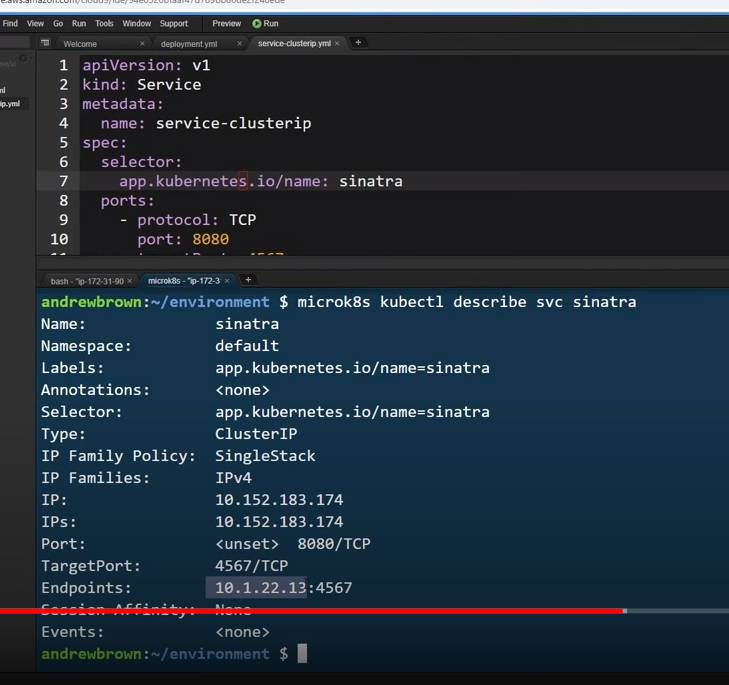 Find View Go Run Tools Window Support Preview Run
Welcome × deployment.yml × service-clusterip.yml × +
1 apiVersion: v1
2 kind: Service
3 metadata:
4 name: service-clusterip
5 spec:
6 selector:
7 app.kubernetes.io/name: sinatra
8 ports:
9 - protocol: TCP
10 port: 8080
bash - "ip-172-31-90 × microk8s - "ip-172-3 × +
andrewbrown:~/environment $ microk8s kubectl describe svc sinatra
Name: sinatra
Namespace: default
Labels: app.kubernetes.io/name=sinatra
Annotations: <none>
Selector: app.kubernetes.io/name=sinatra
Type: ClusterIP
IP Family Policy: SingleStack
IP Families: IPv4
IP: 10.152.183.174
IPs: 10.152.183.174
Port: <unset> 8080/TCP
TargetPort: 4567/TCP
Endpoints: 10.1.22.13:4567
Session Affinity: None
Events: <none>
andrewbrown:~/environment $